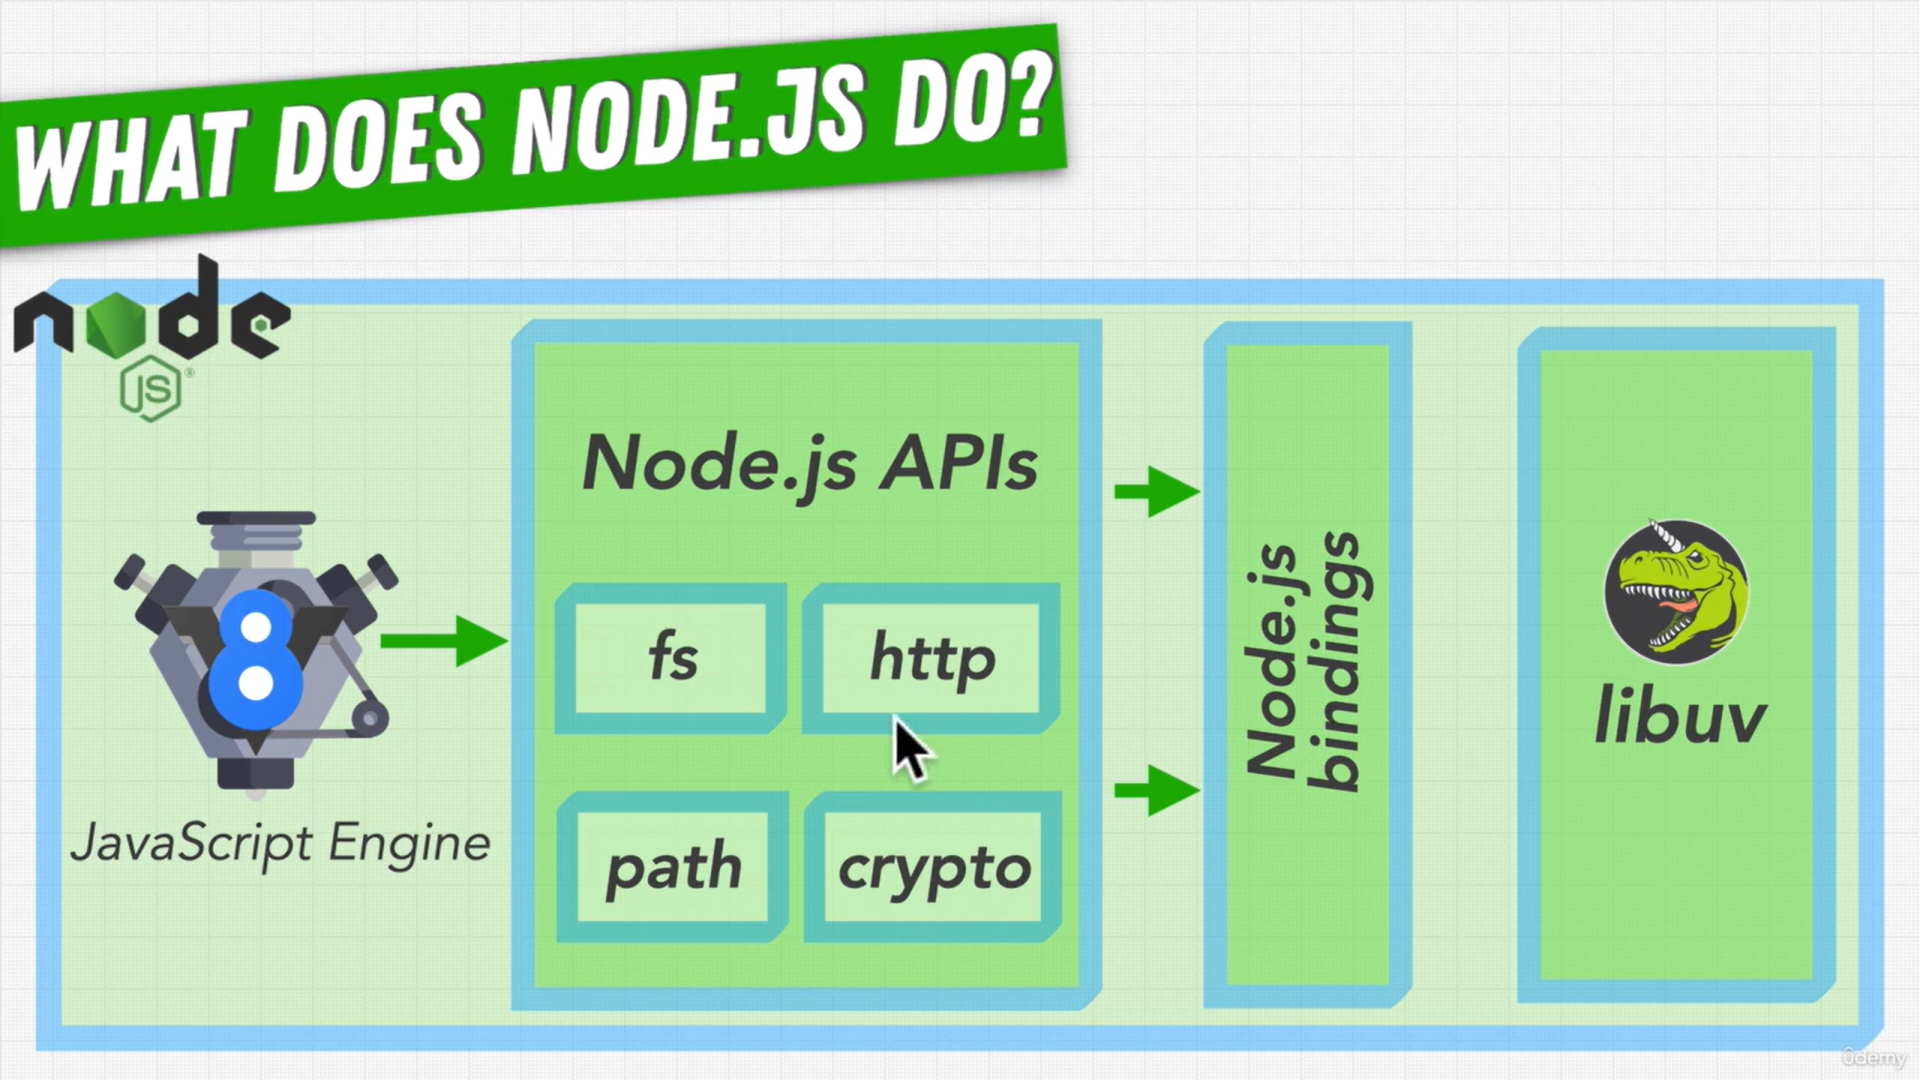 WHAT DOES NODE.JS DO?
node
JS®
Node.js APIs
V8
fs
http
path
crypto
JavaScript Engine
Node.js
bindings
libuv
ûdemy